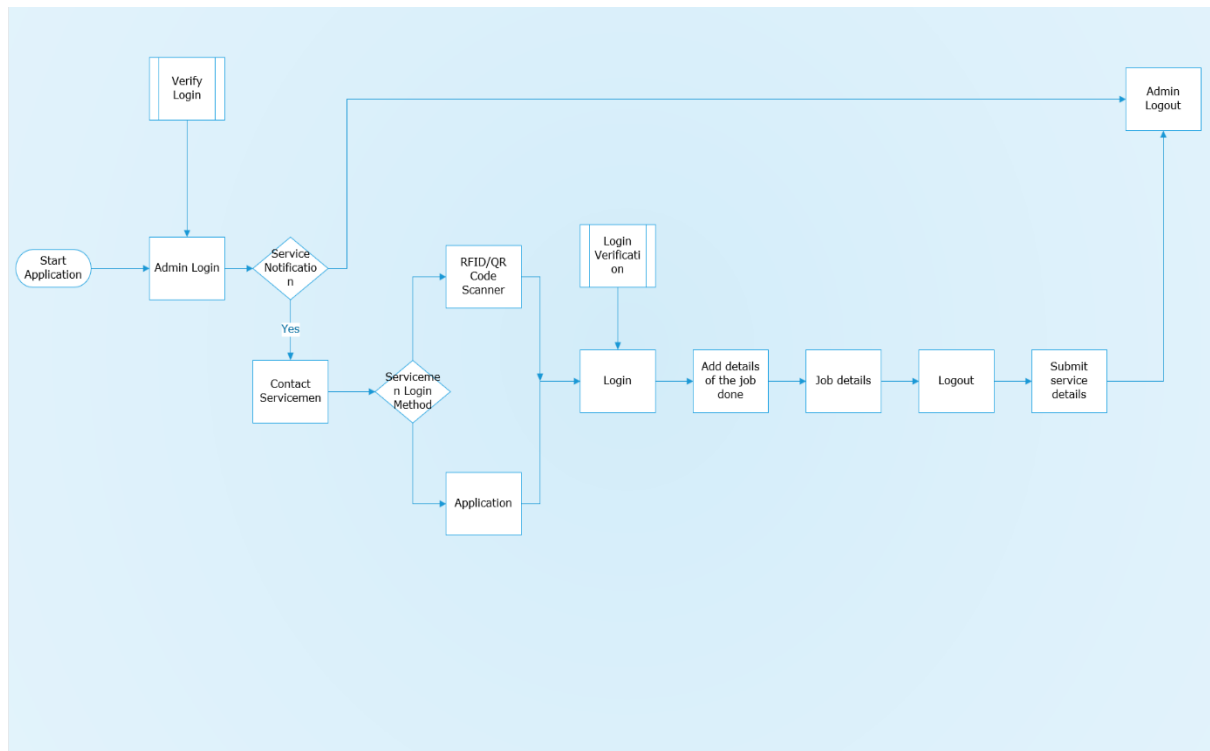 Verify
Login
Admin
Logout
Start
Application
Admin Login
Service
Notificatio
n
RFID/QR
Code
Scanner
Login
Verificati
on
Yes
Contact
Servicemen
Serviceme
n Login
Method
Login
Add details
of the job
done
Job details
Logout
Submit
service
details
Application